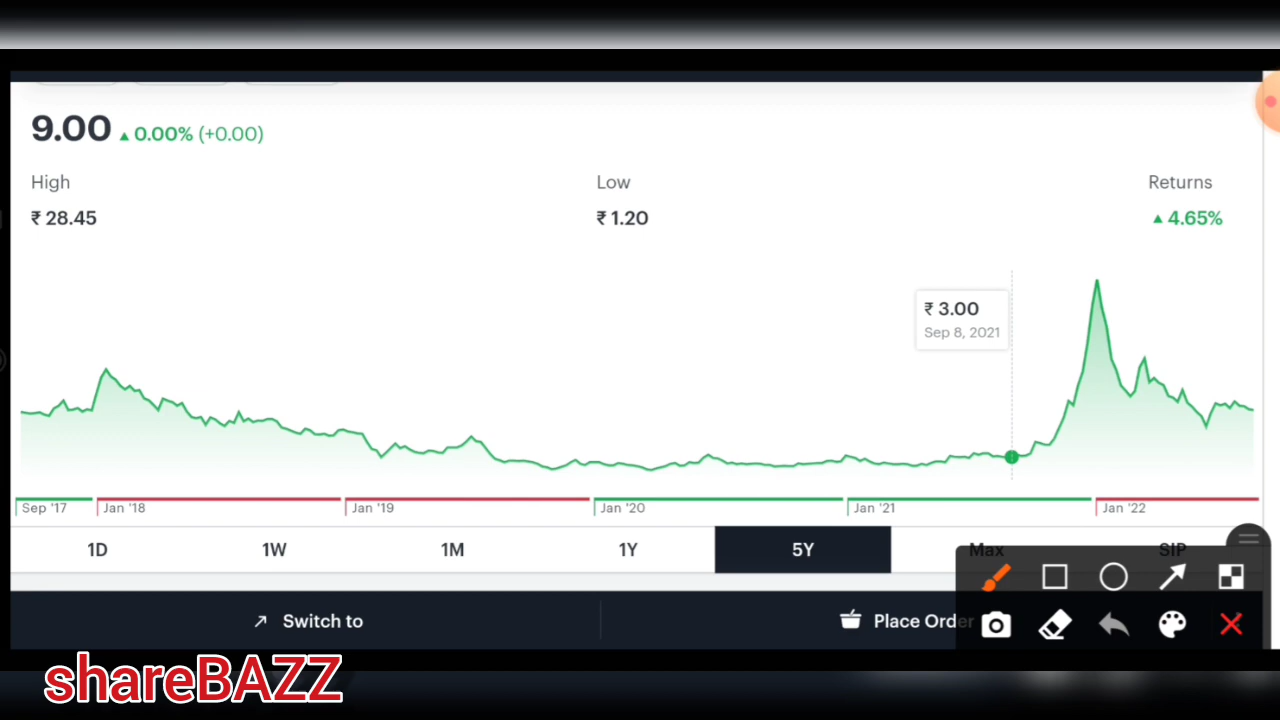 9.00 ▲ 0.00% (+0.00)
High Low Returns
₹ 28.45 ₹ 1.20 ▲ 4.65%
₹ 3.00
Sep 8, 2021
Sep '17 Jan '18 Jan '19 Jan '20 Jan '21 Jan '22
1D 1W 1M 1Y 5Y Max SIP
Switch to Place Order
shareBAZZ